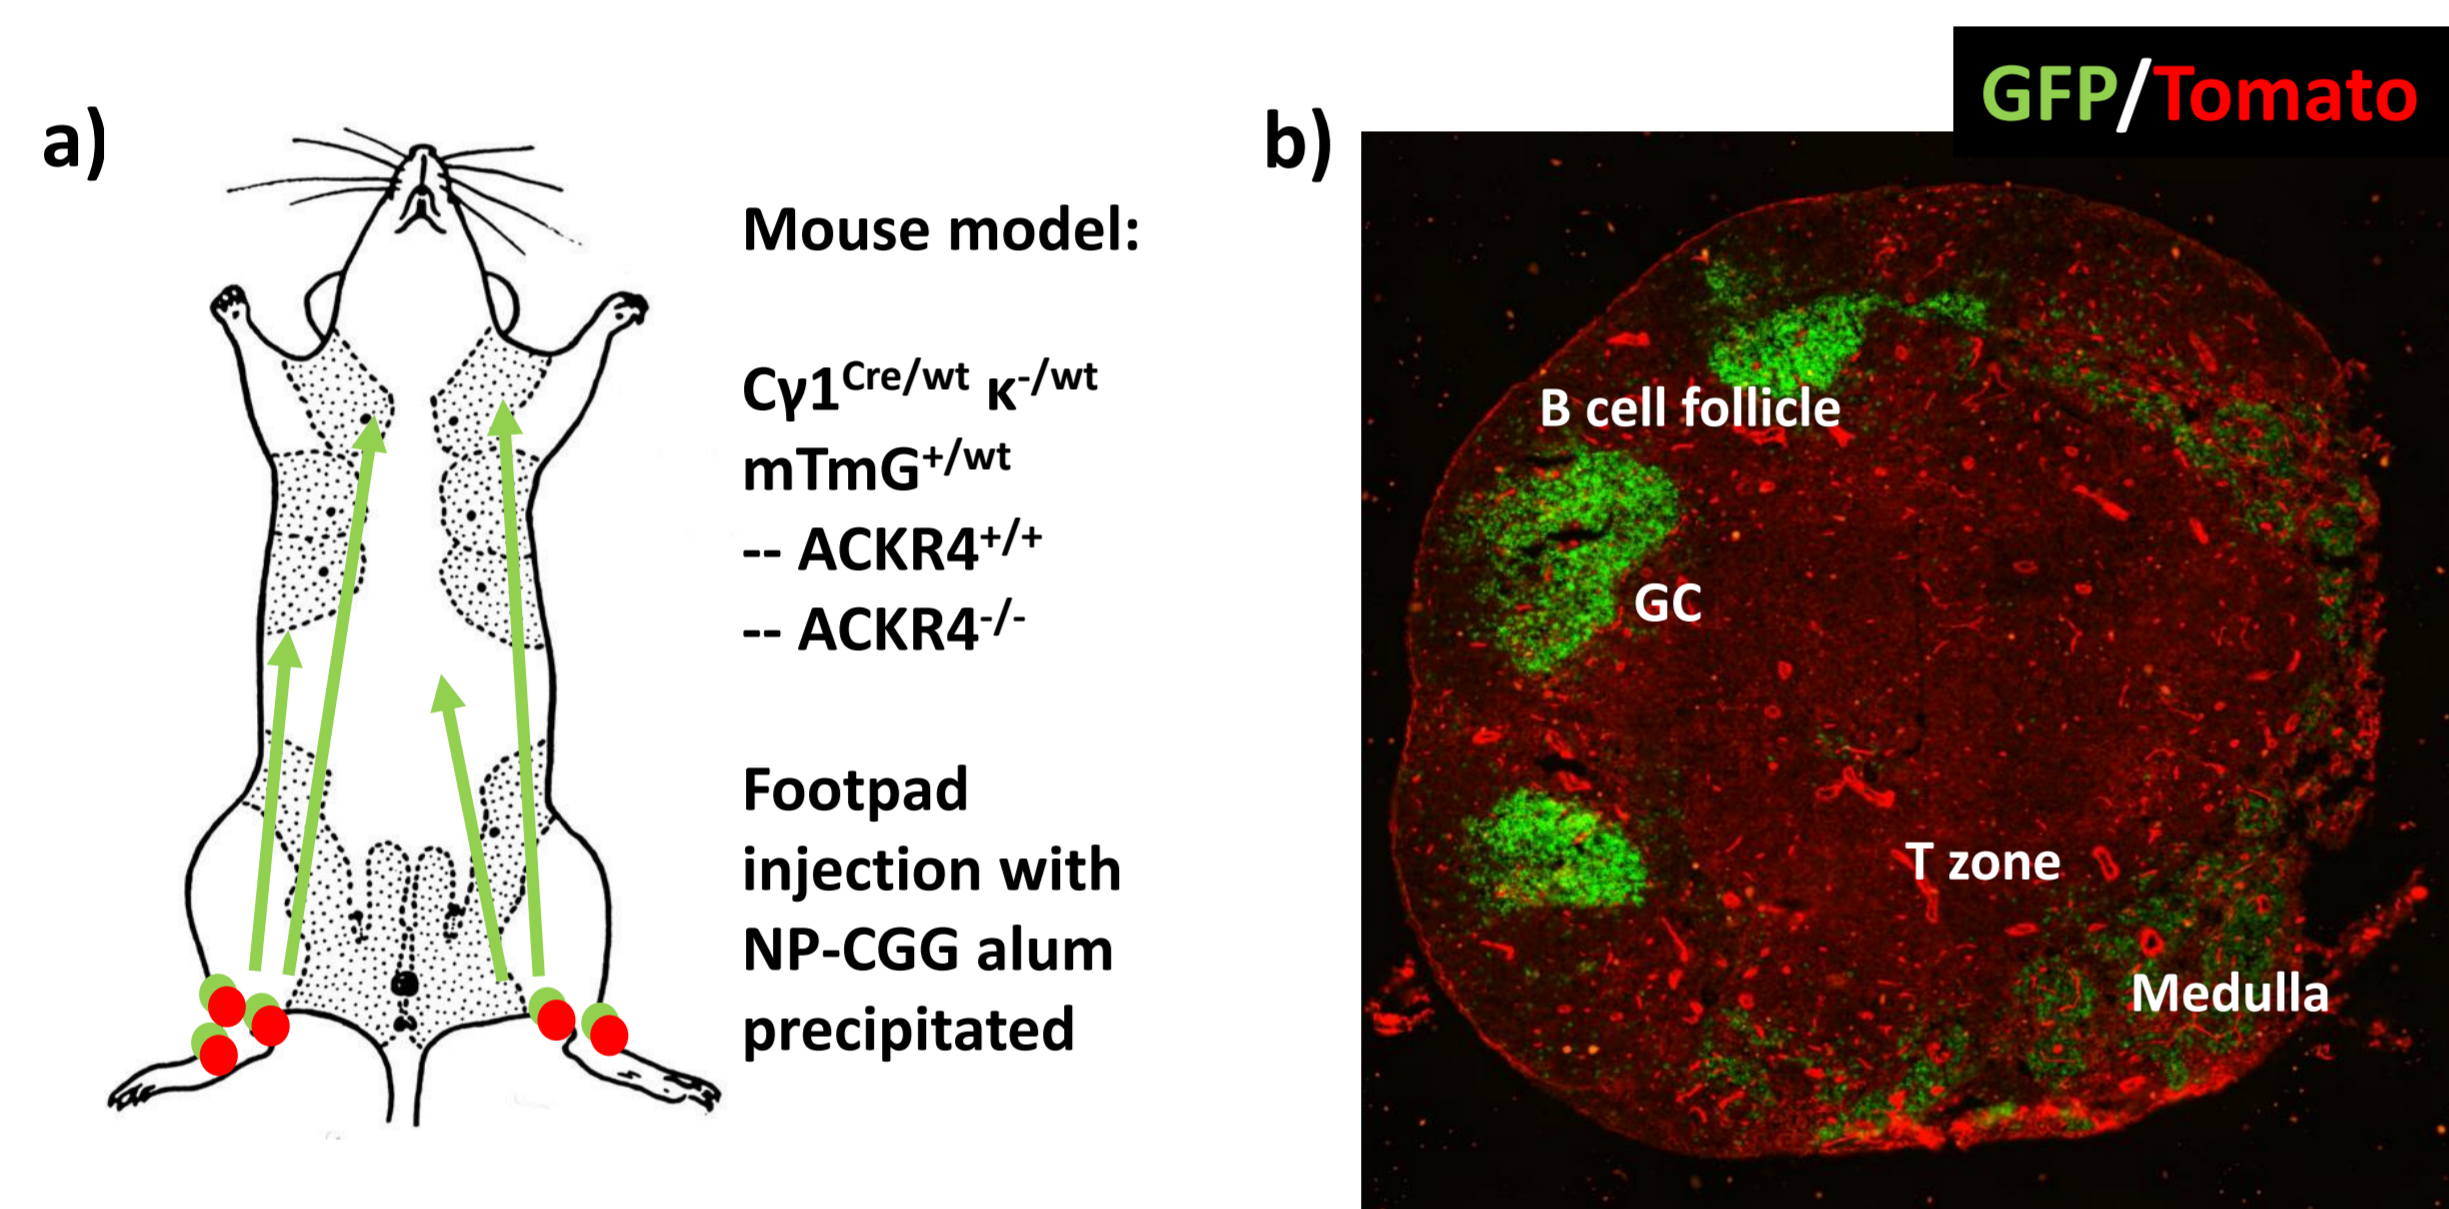 a)
Mouse model:
Cγ1Cre/wt κ-/wt
mTmG+/wt
-- ACKR4+/+
-- ACKR4-/-
Footpad
injection with
NP-CGG alum
precipitated
b)
GFP/Tomato
B cell follicle
GC
T zone
Medulla